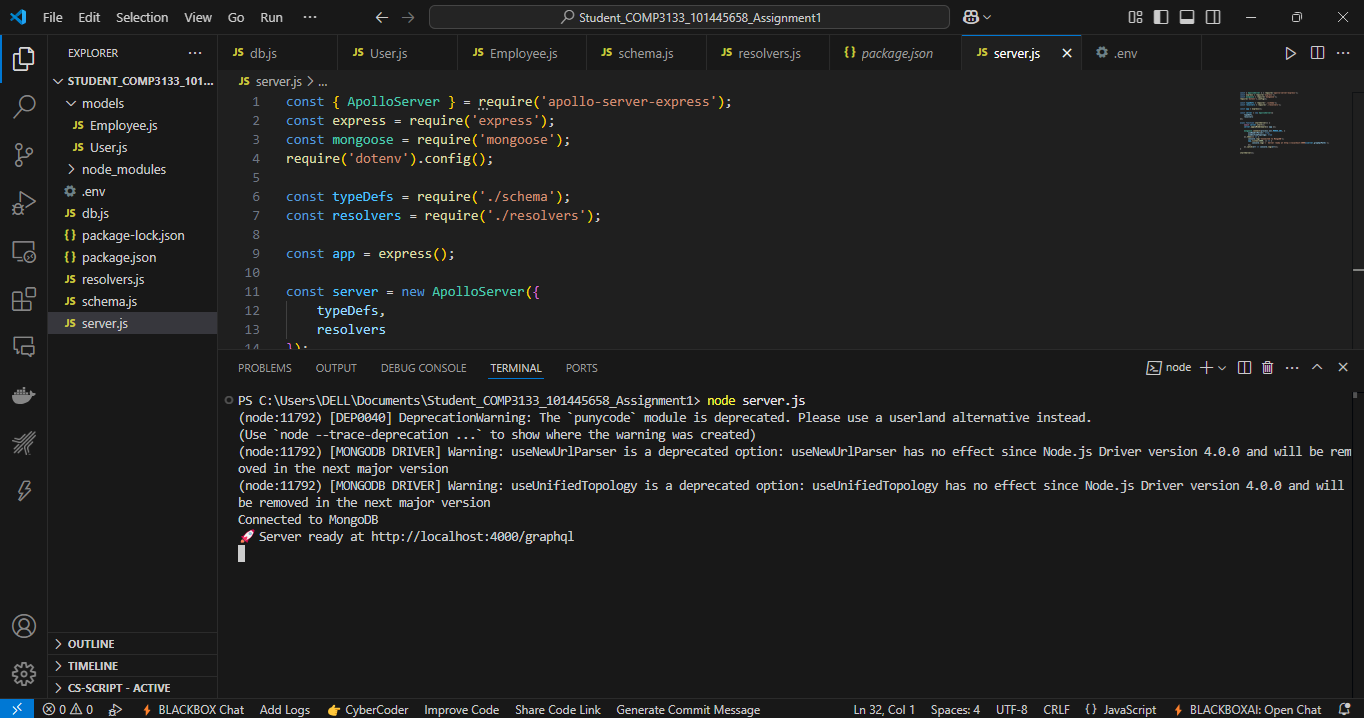 File Edit Selection View Go Run ··· Student_COMP3133_101445658_Assignment1
EXPLORER ···
STUDENT_COMP3133_101...
models
JS Employee.js
JS User.js
node_modules
.env
JS db.js
{} package-lock.json
{} package.json
JS resolvers.js
JS schema.js
JS server.js
OUTLINE
TIMELINE
CS-SCRIPT - ACTIVE
JS db.js JS User.js JS Employee.js JS schema.js JS resolvers.js {} package.json JS server.js .env
JS server.js > ...
1 const { ApolloServer } = require('apollo-server-express');
2 const express = require('express');
3 const mongoose = require('mongoose');
4 require('dotenv').config();
5
6 const typeDefs = require('./schema');
7 const resolvers = require('./resolvers');
8
9 const app = express();
10
11 const server = new ApolloServer({
12 typeDefs,
13 resolvers
14 });
PROBLEMS OUTPUT DEBUG CONSOLE TERMINAL PORTS node
PS C:\Users\DELL\Documents\Student_COMP3133_101445658_Assignment1> node server.js
(node:11792) [DEP0040] DeprecationWarning: The `punycode` module is deprecated. Please use a userland alternative instead.
(Use `node --trace-deprecation ...` to show where the warning was created)
(node:11792) [MONGODB DRIVER] Warning: useNewUrlParser is a deprecated option: useNewUrlParser has no effect since Node.js Driver version 4.0.0 and will be rem
oved in the next major version
(node:11792) [MONGODB DRIVER] Warning: useUnifiedTopology is a deprecated option: useUnifiedTopology has no effect since Node.js Driver version 4.0.0 and will
be removed in the next major version
Connected to MongoDB
🚀 Server ready at http://localhost:4000/graphql
0 0 BLACKBOX Chat Add Logs 👉 CyberCoder Improve Code Share Code Link Generate Commit Message Ln 32, Col 1 Spaces: 4 UTF-8 CRLF {} JavaScript BLACKBOXAI: Open Chat